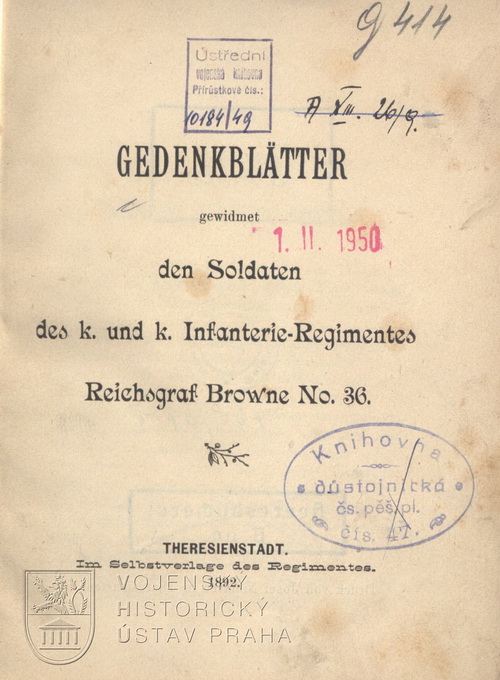 G 414
Ústřední
vojenská knihovna
Přírůstkové čís.:
10184/49
A XIII. 26/9.
GEDENKBLÄTTER
gewidmet
1. II. 1950
den Soldaten
des k. und k. Infanterie-Regimentes
Reichsgraf Browne No. 36.
Knihovna
důstojnická
čs. pěš. pl.
čís. 47.
THERESIENSTADT.
Im Selbstverlage des Regimentes.
1892.
VOJENSKÝ
HISTORICKÝ
ÚSTAV PRAHA